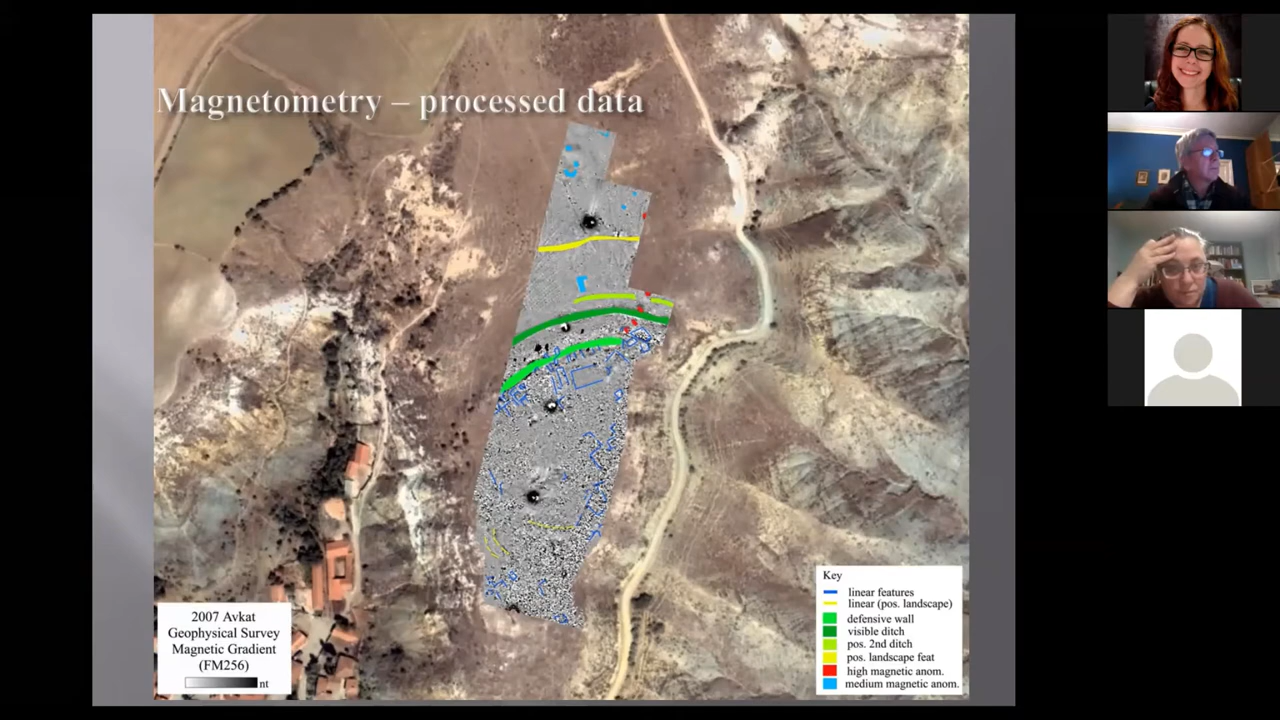 Magnetometry – processed data
2007 Avkat
Geophysical Survey
Magnetic Gradient
(FM256)
nt
Key
linear features
linear (pos. landscape)
defensive wall
visible ditch
pos. 2nd ditch
pos. landscape feat
high magnetic anom.
medium magnetic anom.